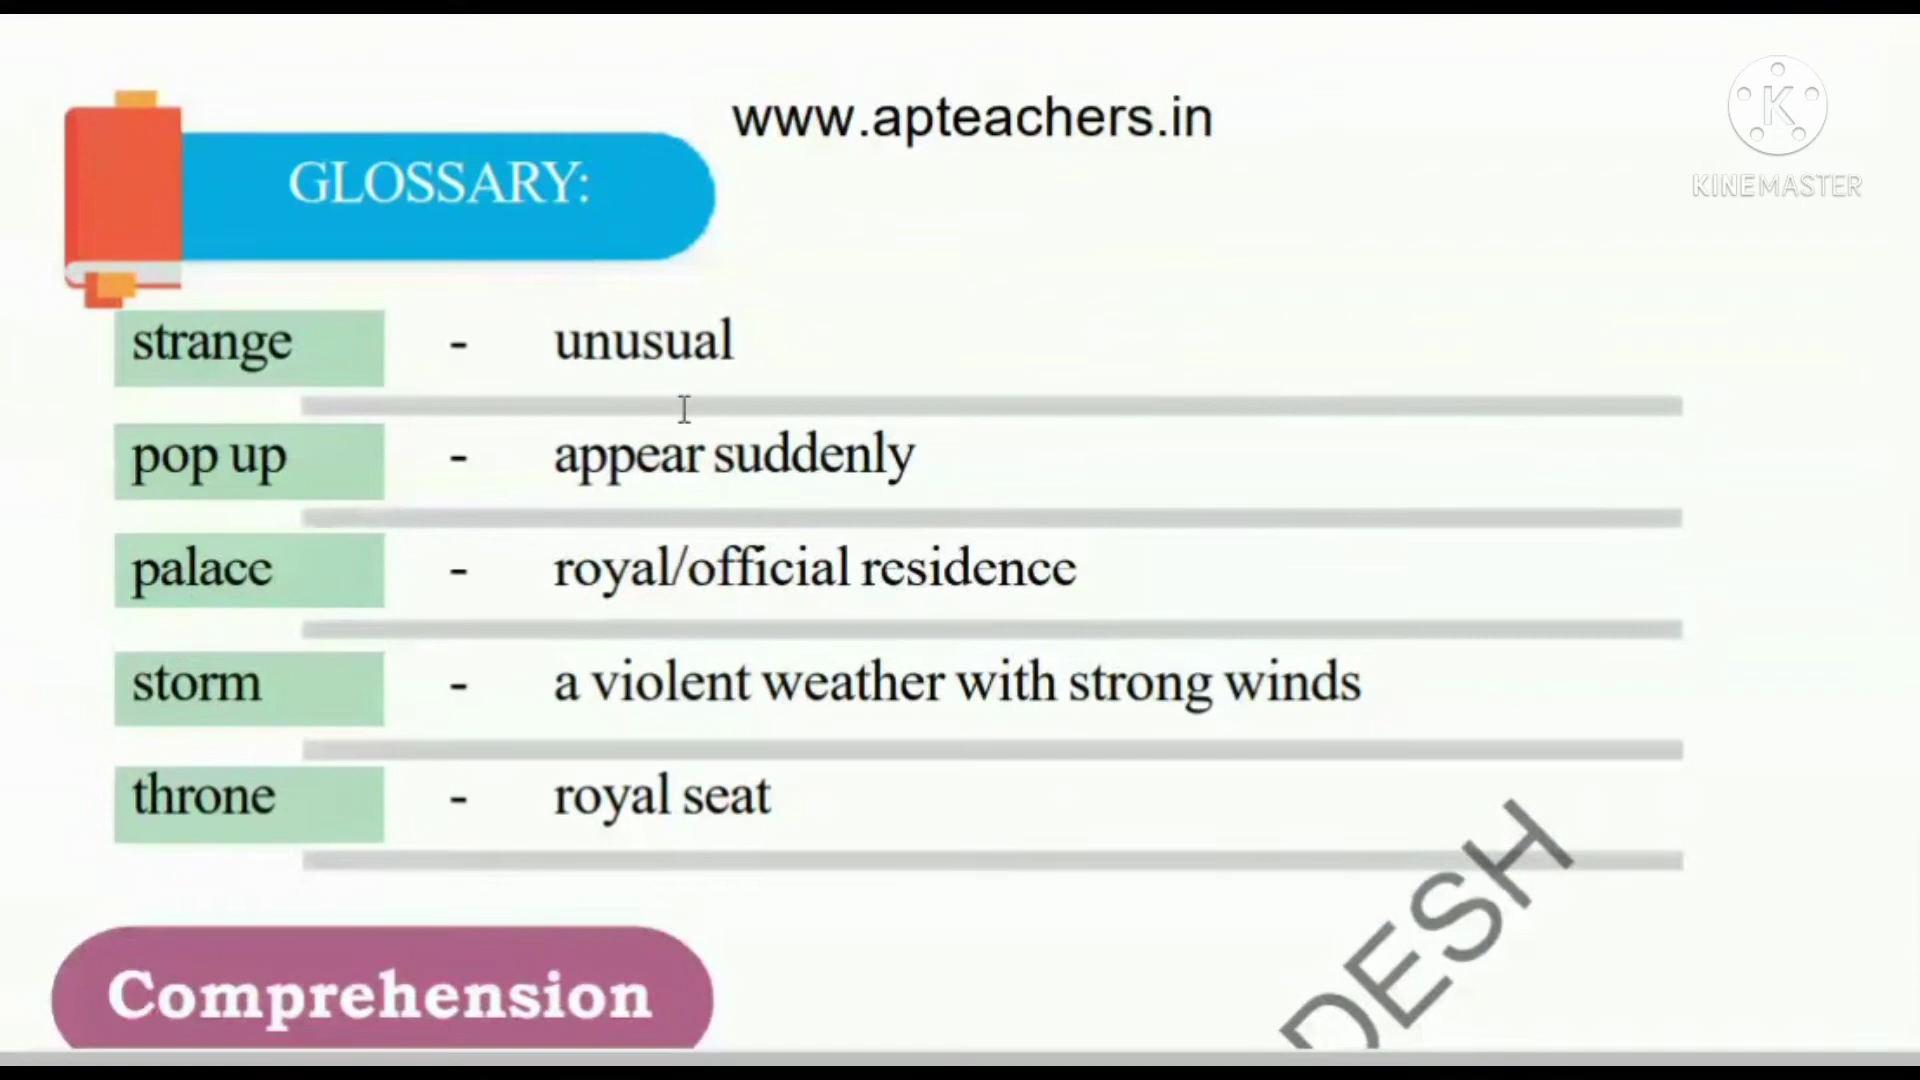 www.apteachers.in
K
KINEMASTER
GLOSSARY:
strange - unusual
pop up - appear suddenly
palace - royal/official residence
storm - a violent weather with strong winds
throne - royal seat
DESH
Comprehension